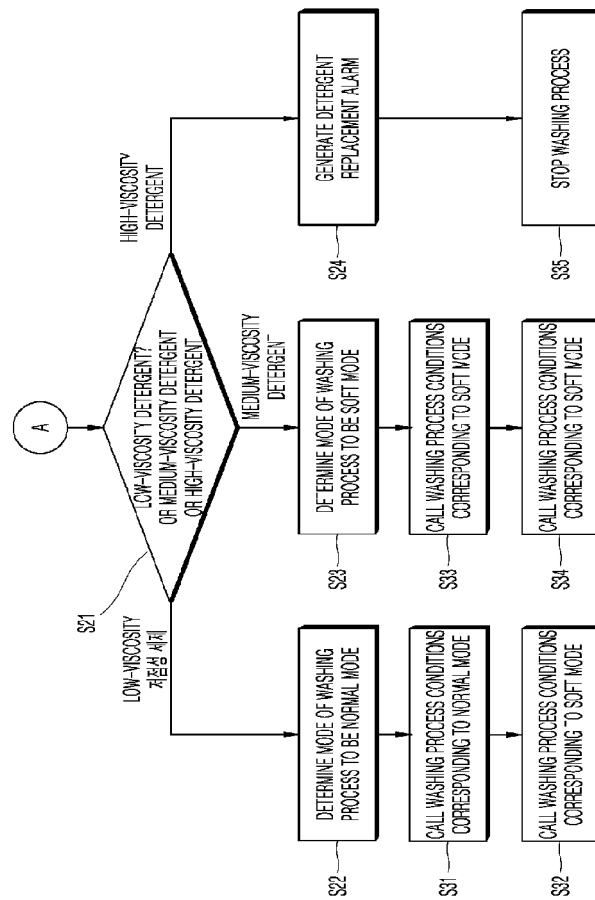 A
LOW-VISCOSITY DETERGENT?
OR MEDIUM-VISCOSITY DETERGENT
OR HIGH-VISCOSITY DETERGENT
S21
LOW-VISCOSITY
저점성 세제
MEDIUM-VISCOSITY
DETERGENT
HIGH-VISCOSITY
DETERGENT
S22
DETERMINE MODE OF WASHING
PROCESS TO BE NORMAL MODE
S23
DETERMINE MODE OF WASHING
PROCESS TO BE SOFT MODE
S24
GENERATE DETERGENT
REPLACEMENT ALARM
S31
CALL WASHING PROCESS CONDITIONS
CORRESPONDING TO NORMAL MODE
S33
CALL WASHING PROCESS CONDITIONS
CORRESPONDING TO SOFT MODE
S32
CALL WASHING PROCESS CONDITIONS
CORRESPONDING TO SOFT MODE
S34
CALL WASHING PROCESS CONDITIONS
CORRESPONDING TO SOFT MODE
S35
STOP WASHING PROCESS